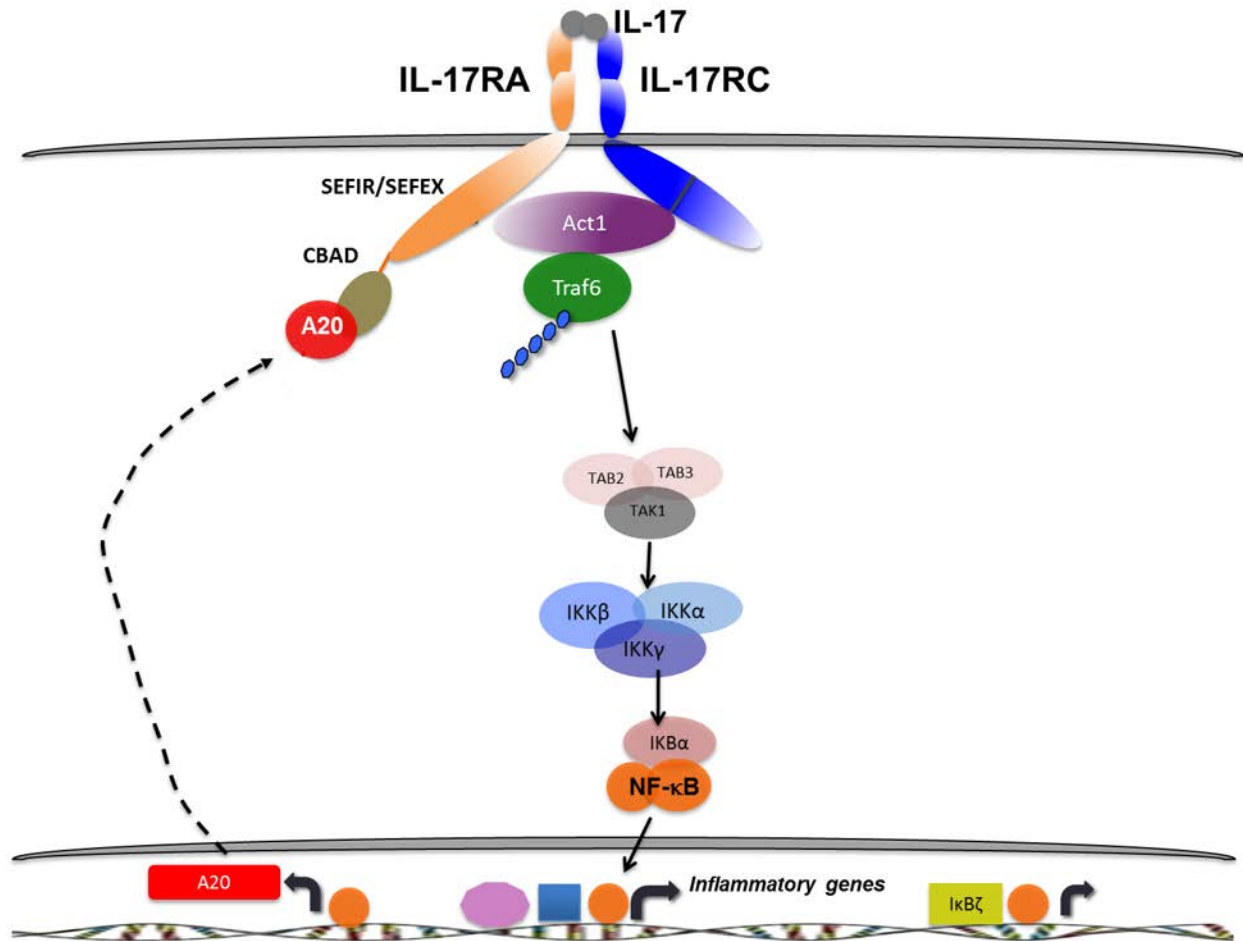 IL-17
IL-17RA
IL-17RC
SEFIR/SEFEX
Act1
CBAD
Traf6
A20
TAB2
TAB3
TAK1
IKKβ
IKKα
IKKγ
IKBα
NF-κB
A20
Inflammatory genes
IκBζ